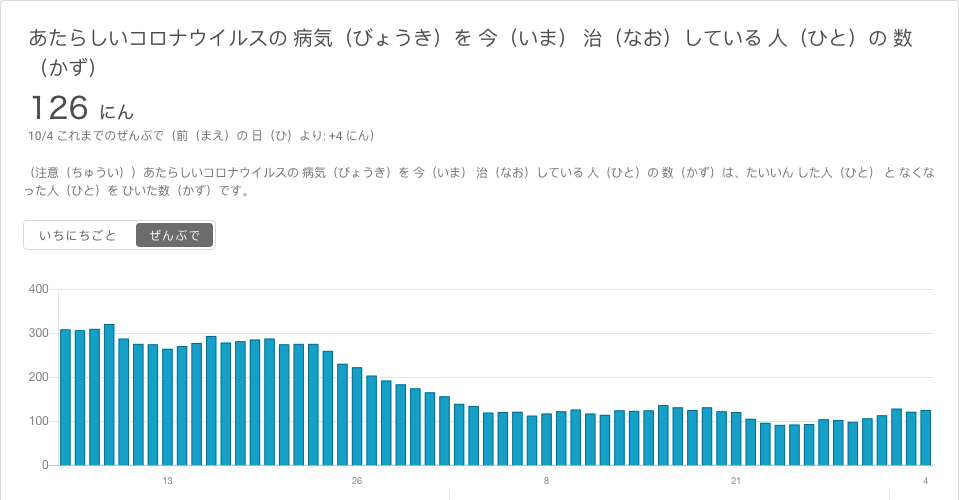 あたらしいコロナウイルスの 病気（びょうき）を 今（いま） 治（なお）している 人（ひと）の 数
（かず）
126 にん
10/4 これまでのぜんぶで（前（まえ）の 日（ひ）より: +4 にん）
（注意（ちゅうい））あたらしいコロナウイルスの 病気（びょうき）を 今（いま） 治（なお）している 人（ひと）の 数（かず）は、たいいん した人（ひと） と なくな
った人（ひと）を ひいた数（かず）です。
いちにちごと ぜんぶで
400
300
200
100
0
13 26 8 21 4